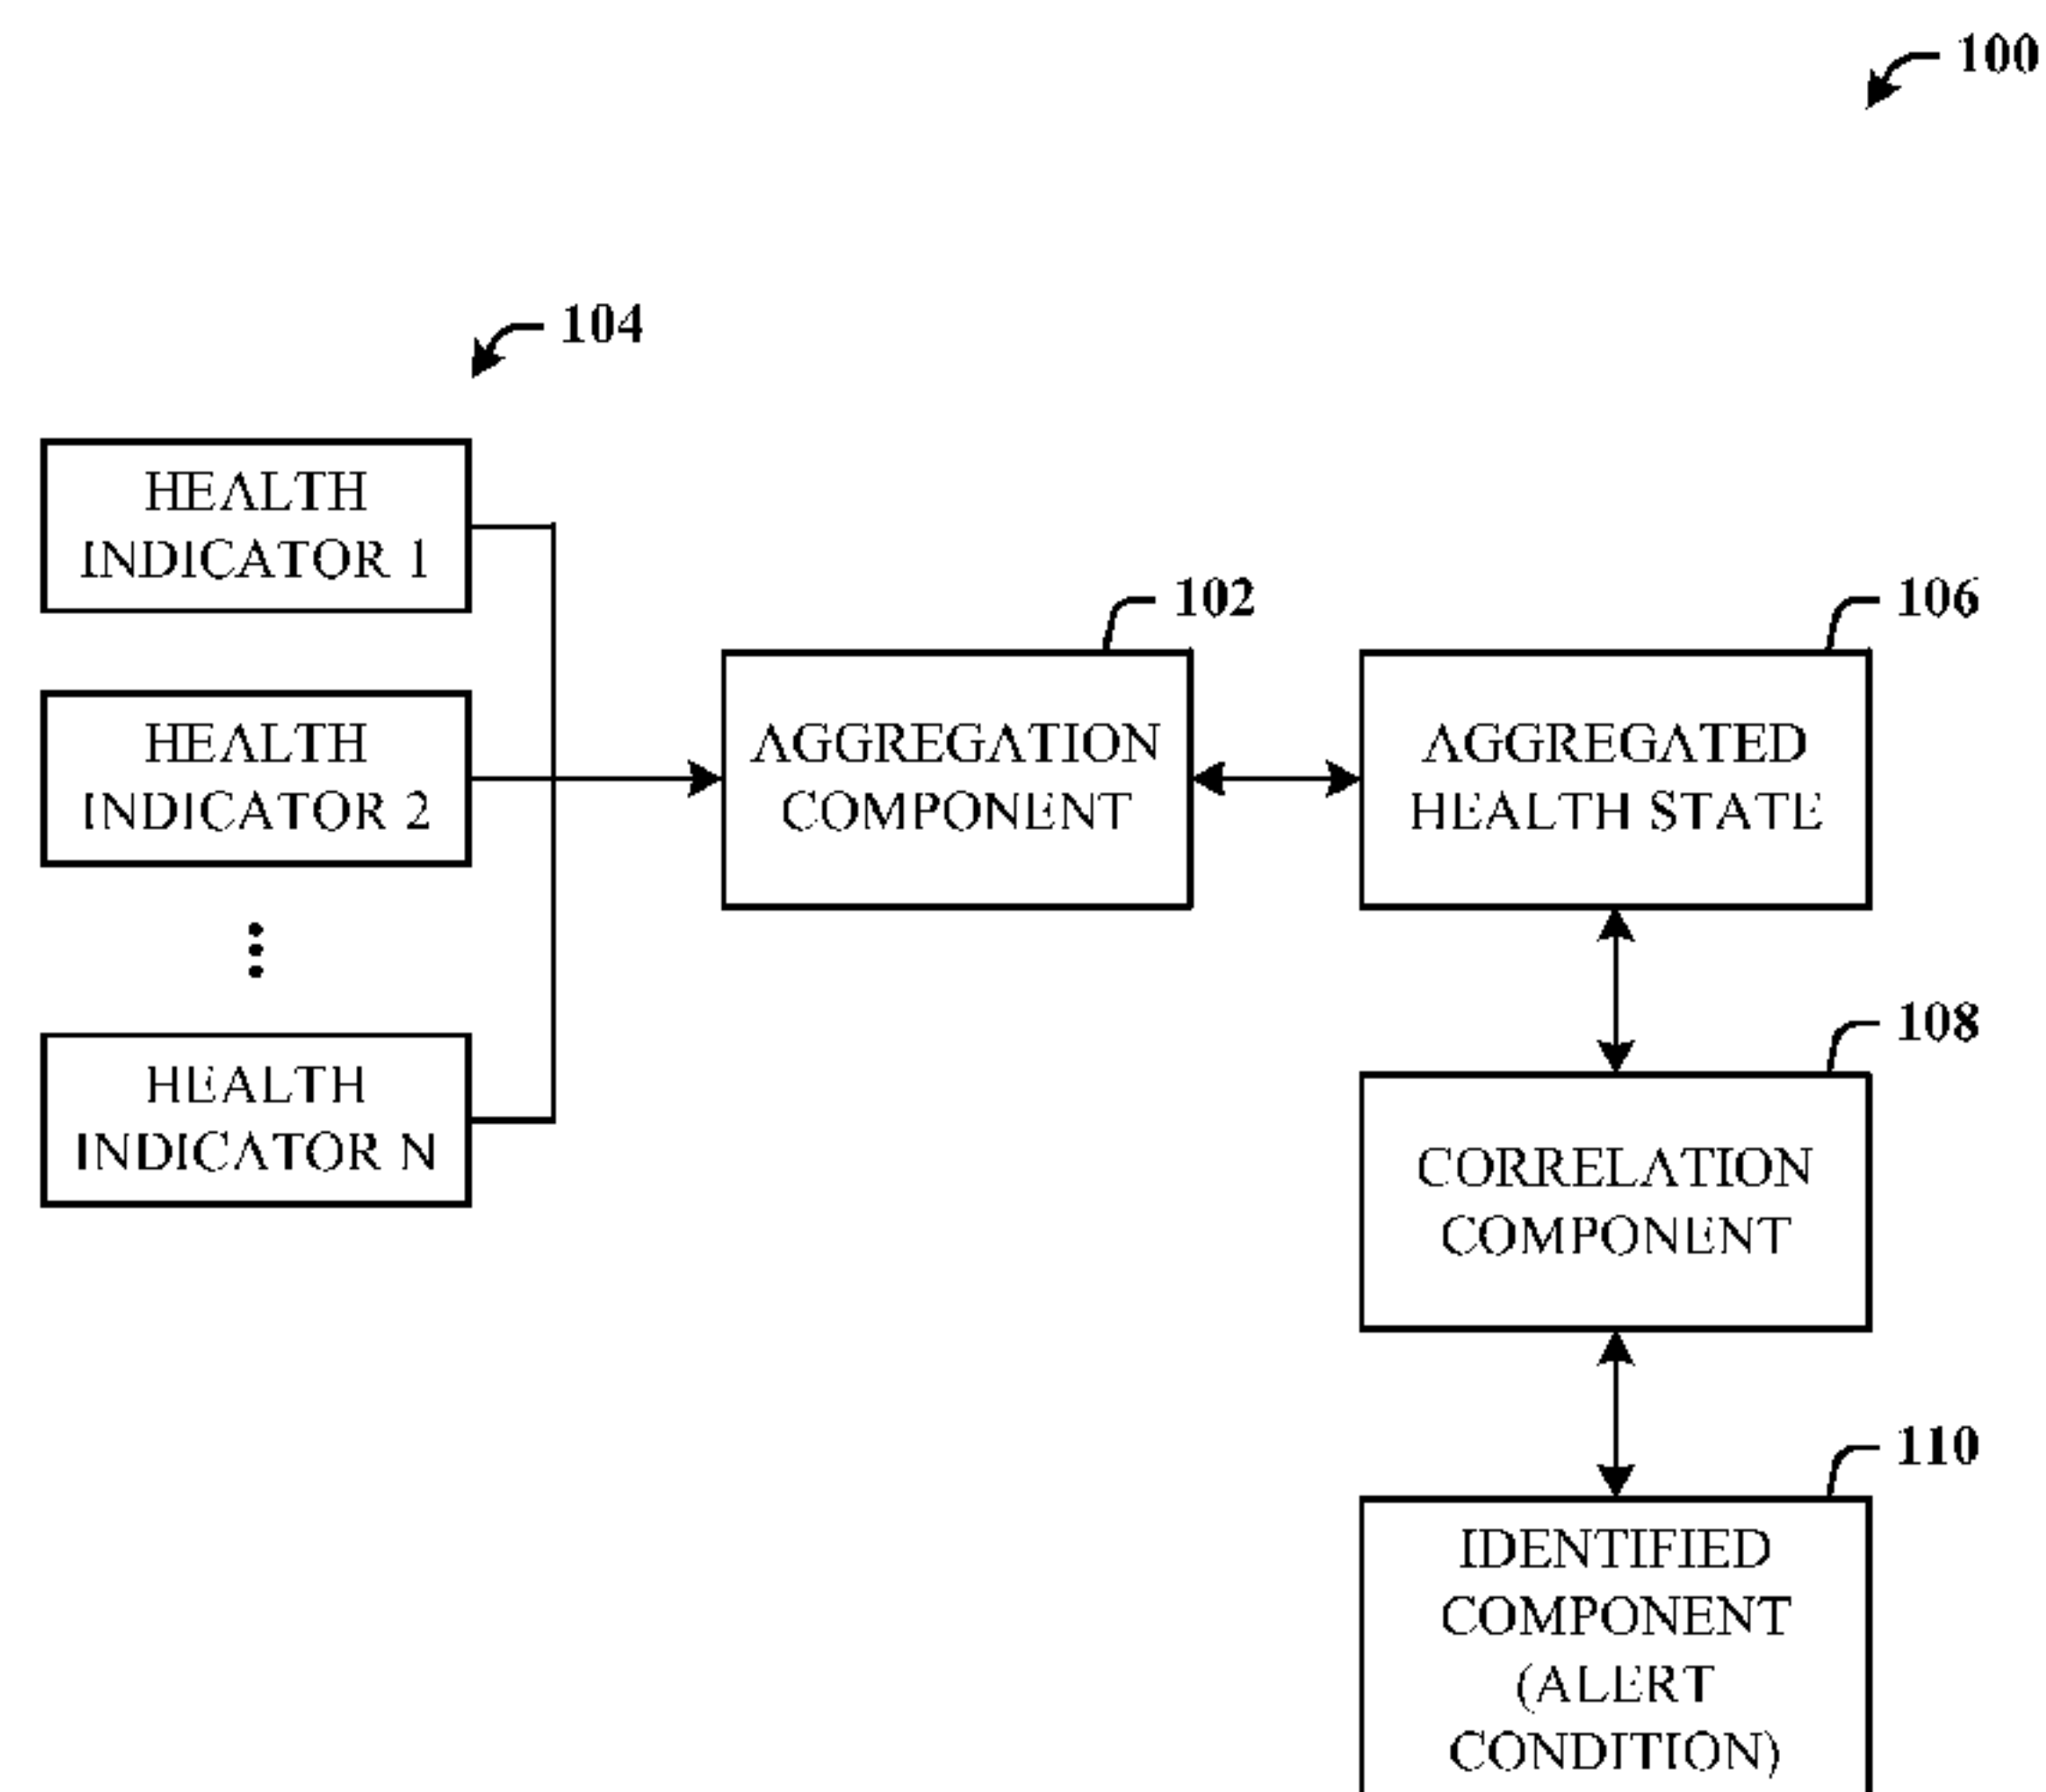 100
104
HEALTH
INDICATOR 1
102
106
HEALTH
INDICATOR 2
AGGREGATION
COMPONENT
AGGREGATED
HEALTH STATE
108
HEALTH
INDICATOR N
CORRELATION
COMPONENT
110
IDENTIFIED
COMPONENT
(ALERT
CONDITION)